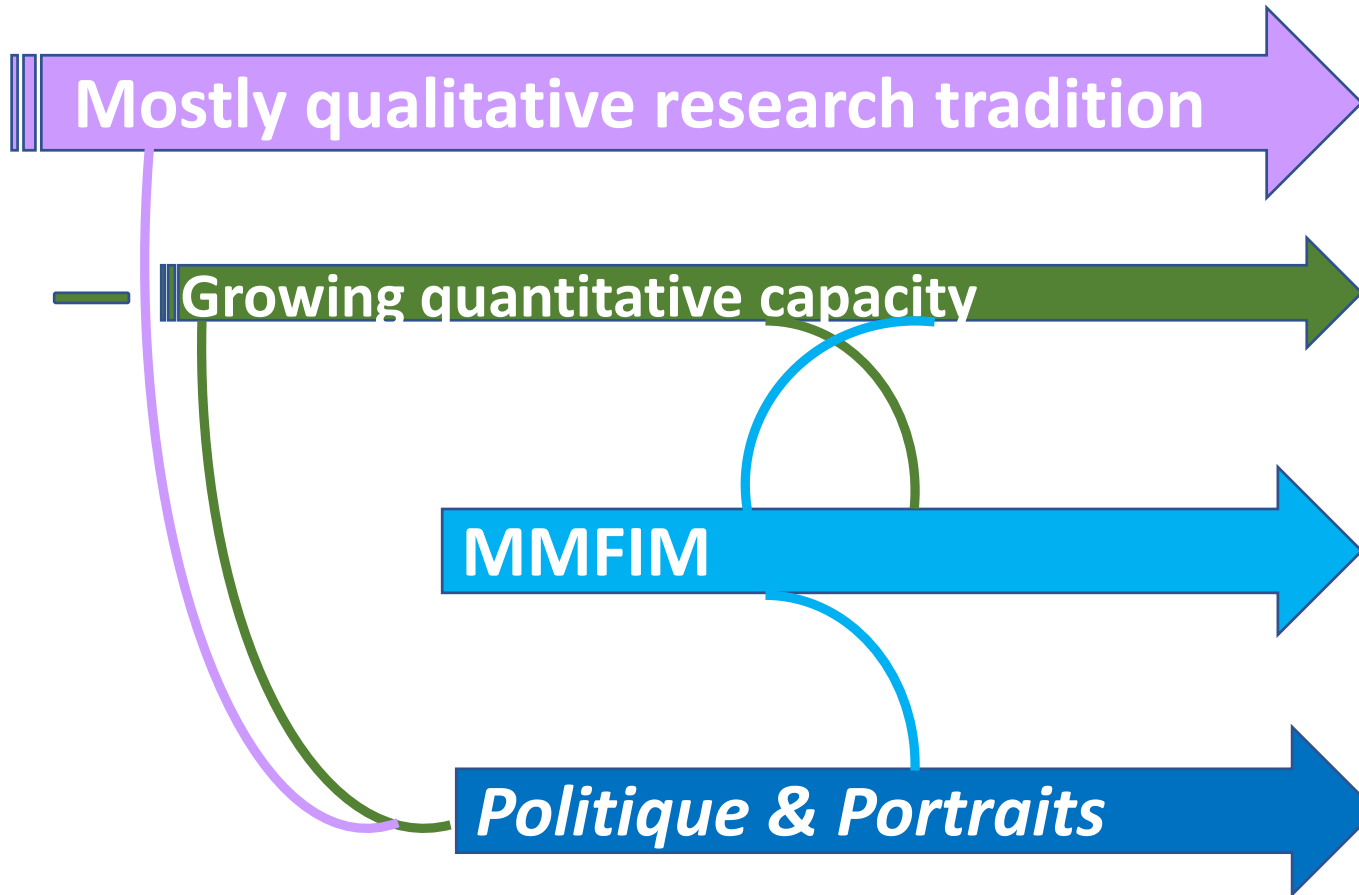 Mostly qualitative research tradition
Growing quantitative capacity
MMFIM
Politique & Portraits